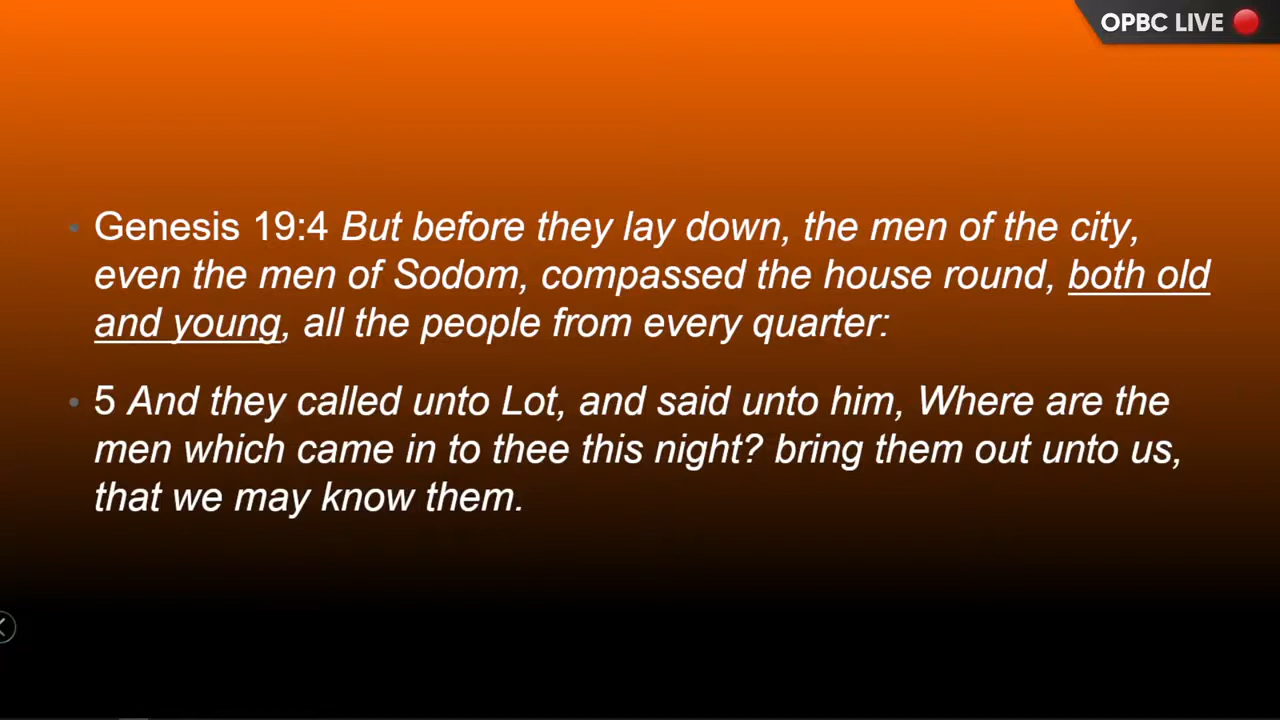 OPBC LIVE
• Genesis 19:4 But before they lay down, the men of the city,
even the men of Sodom, compassed the house round, both old
and young, all the people from every quarter:
• 5 And they called unto Lot, and said unto him, Where are the
men which came in to thee this night? bring them out unto us,
that we may know them.